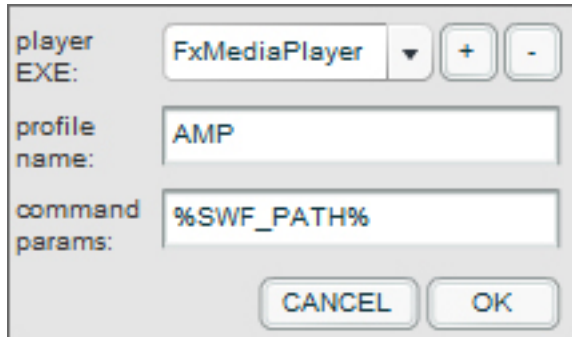 player
EXE:
FxMediaPlayer
+
-
profile
name:
AMP
command
params:
%SWF_PATH%
CANCEL
OK